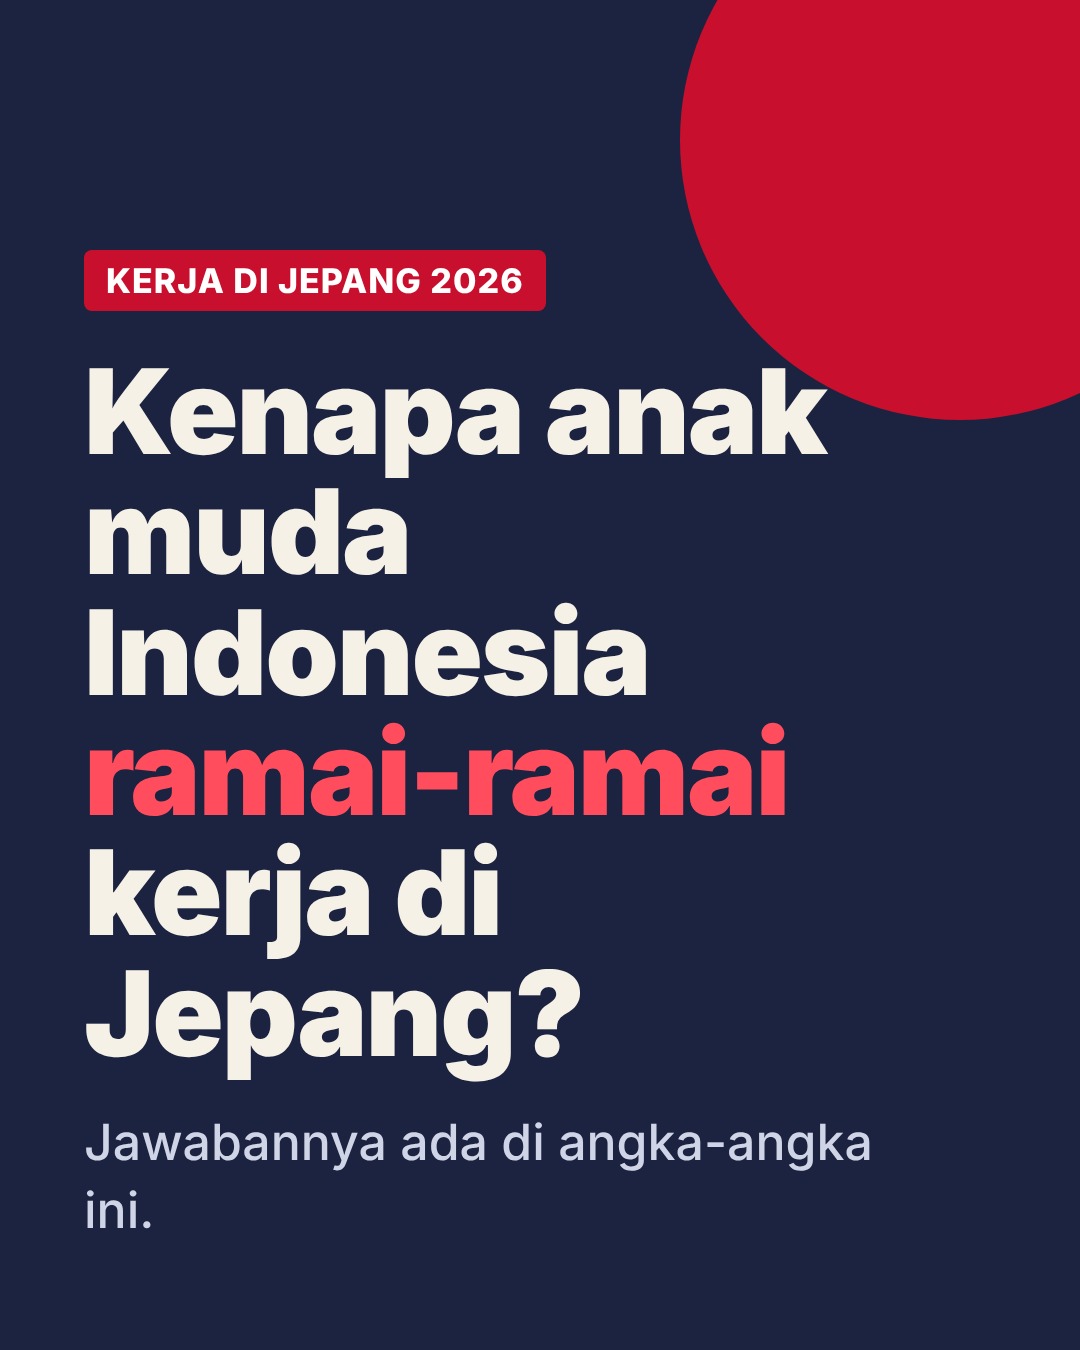 KERJA DI JEPANG 2026
Kenapa anak
muda
Indonesia
ramai-ramai
kerja di
Jepang?
Jawabannya ada di angka-angka
ini.